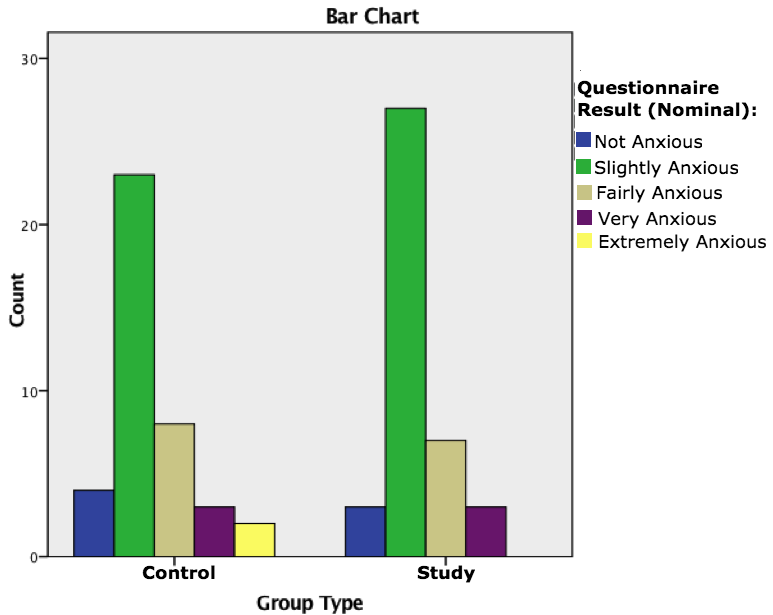 Bar Chart
30
20
10
0
Count
Control
Study
Group Type
Questionnaire
Result (Nominal):
Not Anxious
Slightly Anxious
Fairly Anxious
Very Anxious
Extremely Anxious